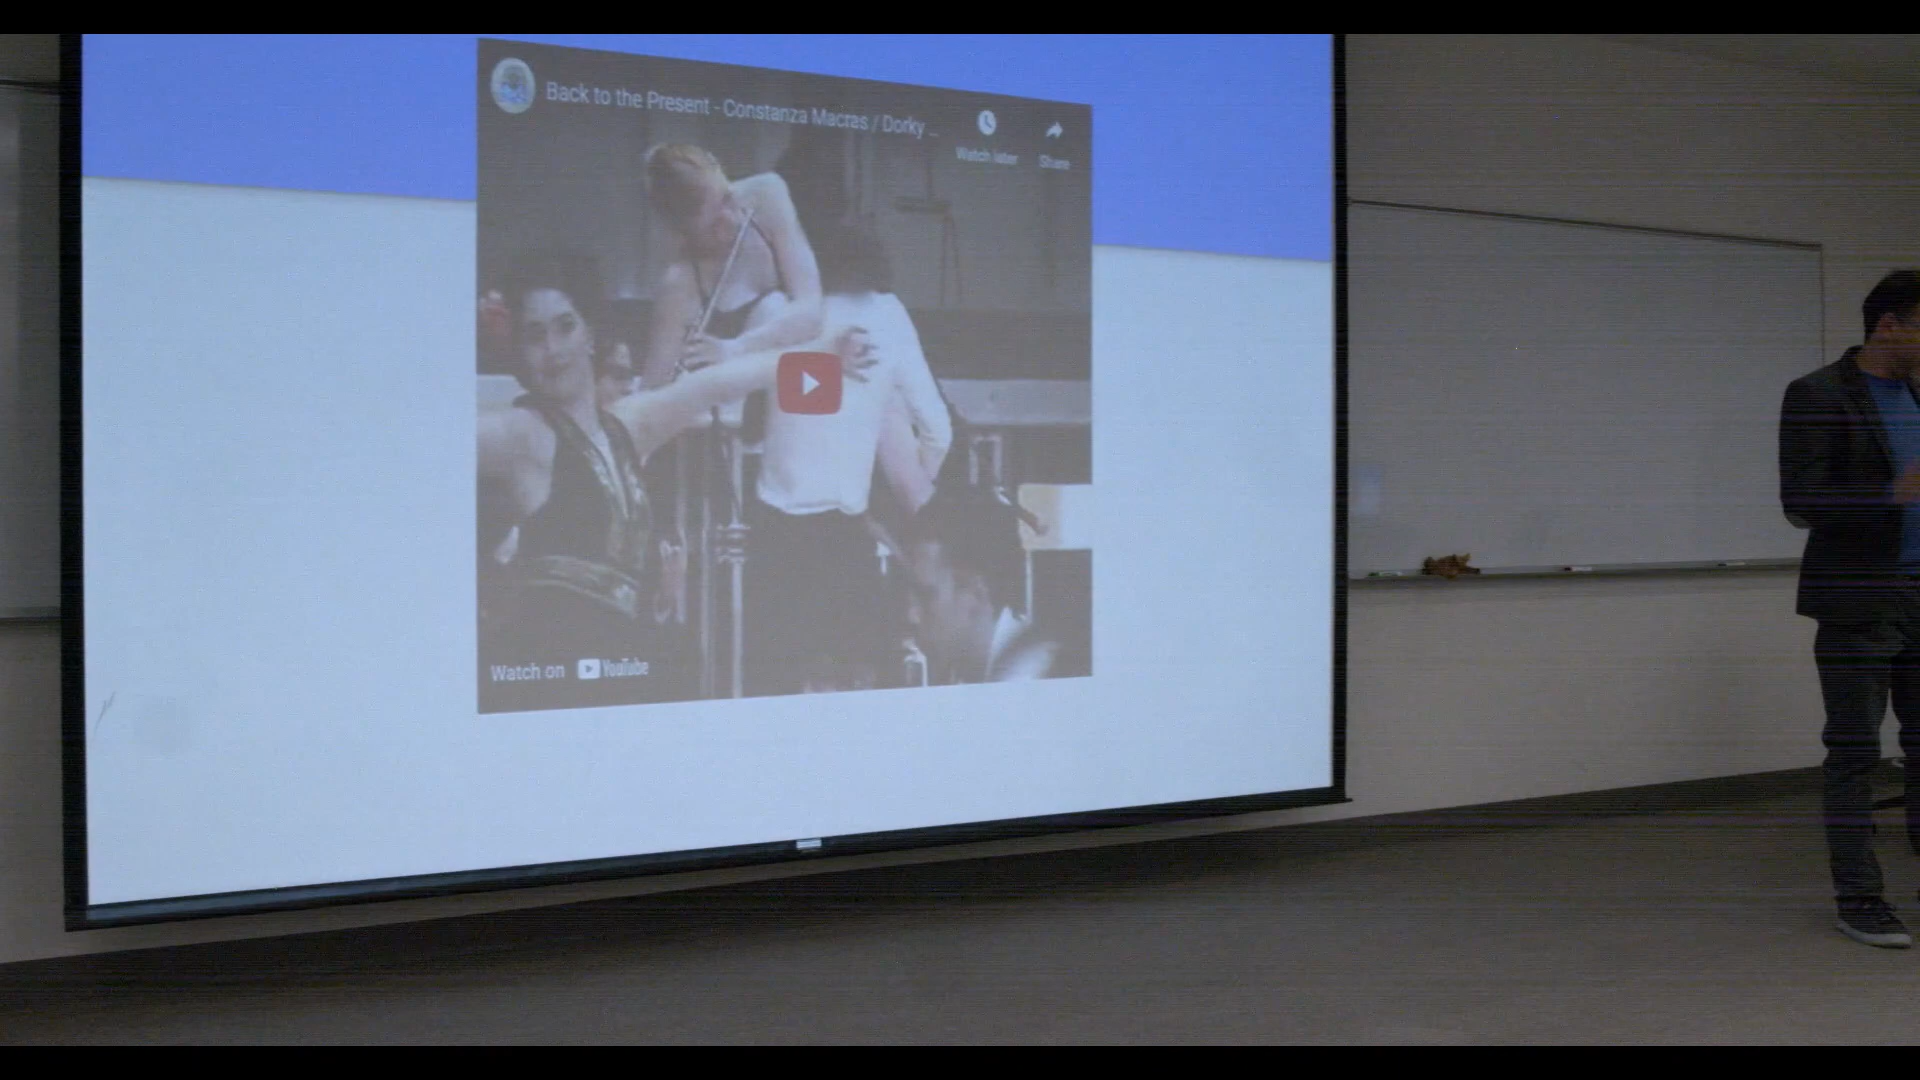 Back to the Present - Constanza Macras / Dorky ...
Watch later
Share
Watch on YouTube